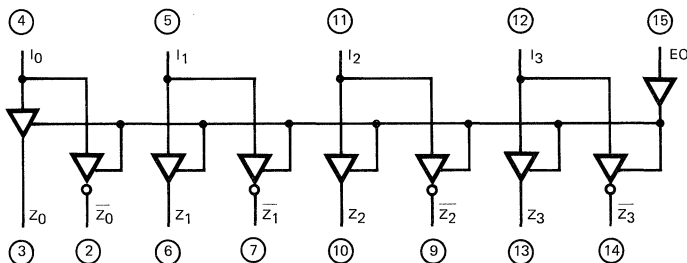 4 5 11 12 15
I0 I1 I2 I3 EO
Z0 Z̅0̅ Z1 Z̅1̅ Z2 Z̅2̅ Z3 Z̅3̅
3 2 6 7 10 9 13 14